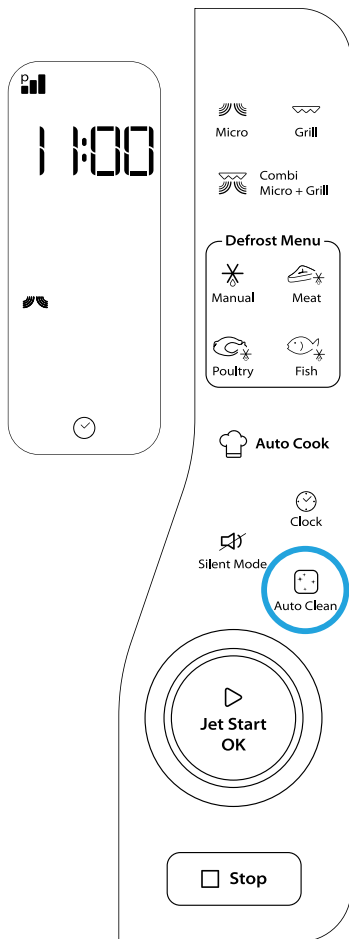 P
11:00
Micro
Grill
Combi
Micro + Grill
Defrost Menu
Manual
Meat
Poultry
Fish
Auto Cook
Clock
Silent Mode
Auto Clean
Jet Start
OK
Stop